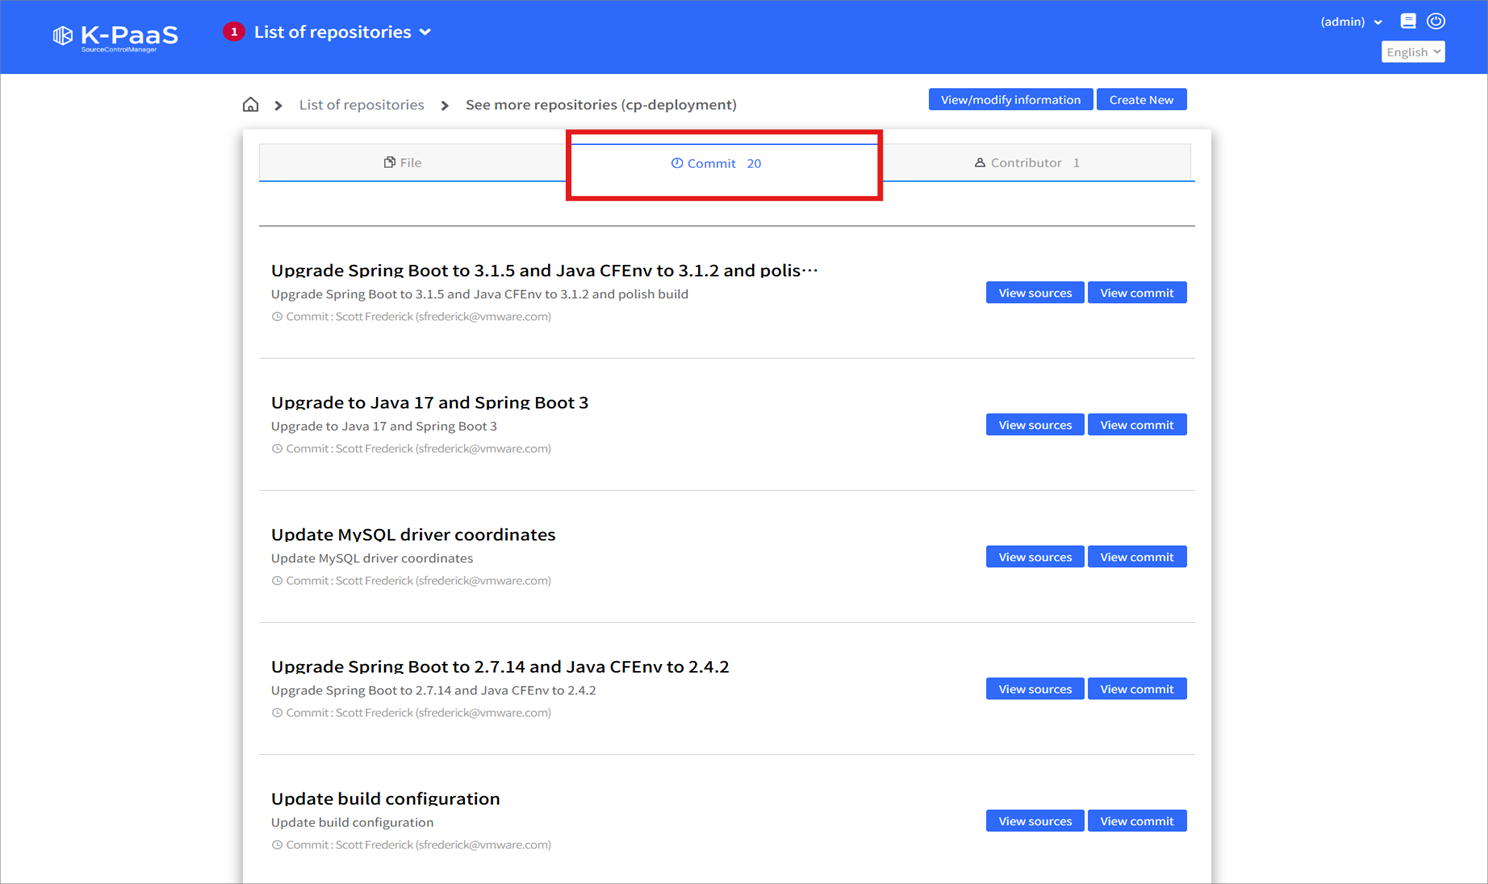 K-PaaS
SourceControlManager
1 List of repositories
(admin)
English
List of repositories > See more repositories (cp-deployment)
View/modify information Create New
File Commit 20 Contributor 1
Upgrade Spring Boot to 3.1.5 and Java CFEnv to 3.1.2 and polis···
Upgrade Spring Boot to 3.1.5 and Java CFEnv to 3.1.2 and polish build
Commit : Scott Frederick (sfrederick@vmware.com)
View sources View commit
Upgrade to Java 17 and Spring Boot 3
Upgrade to Java 17 and Spring Boot 3
Commit : Scott Frederick (sfrederick@vmware.com)
View sources View commit
Update MySQL driver coordinates
Update MySQL driver coordinates
Commit : Scott Frederick (sfrederick@vmware.com)
View sources View commit
Upgrade Spring Boot to 2.7.14 and Java CFEnv to 2.4.2
Upgrade Spring Boot to 2.7.14 and Java CFEnv to 2.4.2
Commit : Scott Frederick (sfrederick@vmware.com)
View sources View commit
Update build configuration
Update build configuration
Commit : Scott Frederick (sfrederick@vmware.com)
View sources View commit